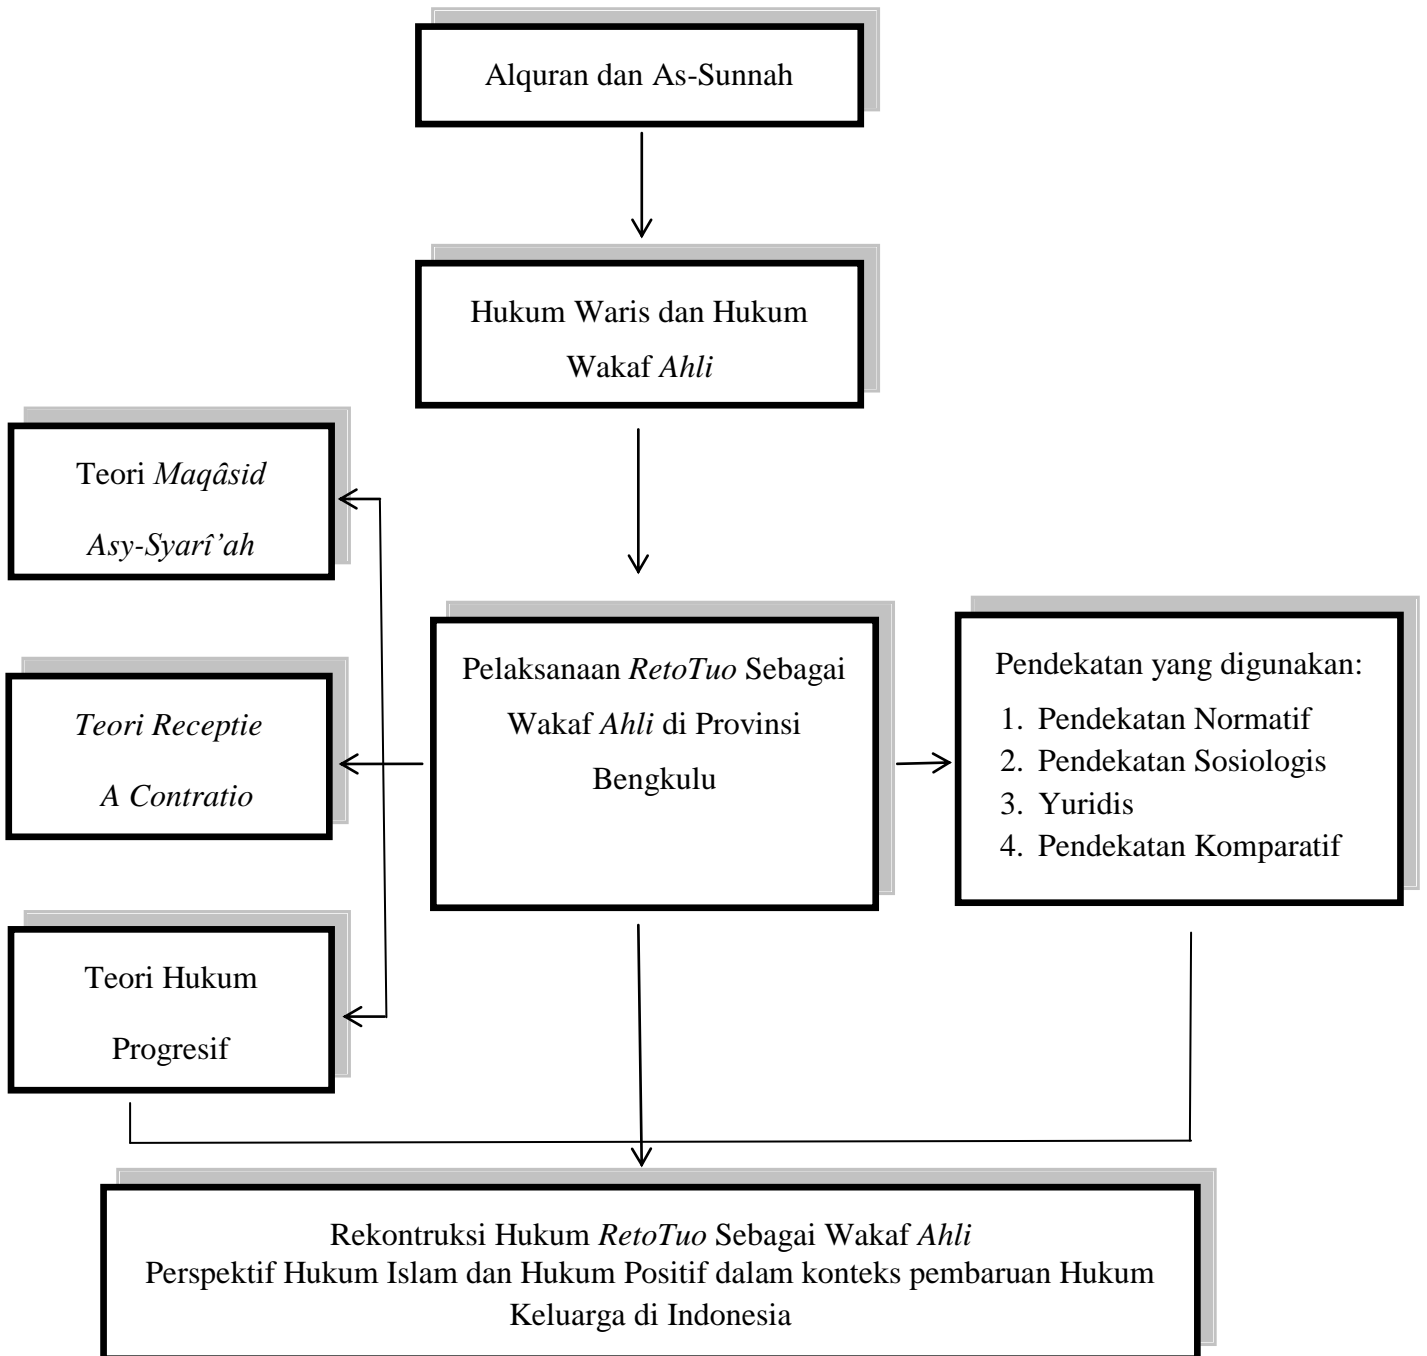 Alquran dan As-Sunnah
Hukum Waris dan Hukum
Wakaf Ahli
Teori Maqâsid
Asy-Syarî’ah
Teori Receptie
A Contratio
Teori Hukum
Progresif
Pelaksanaan RetoTuo Sebagai
Wakaf Ahli di Provinsi
Bengkulu
Pendekatan yang digunakan:
1. Pendekatan Normatif
2. Pendekatan Sosiologis
3. Yuridis
4. Pendekatan Komparatif
Rekontruksi Hukum RetoTuo Sebagai Wakaf Ahli
Perspektif Hukum Islam dan Hukum Positif dalam konteks pembaruan Hukum
Keluarga di Indonesia